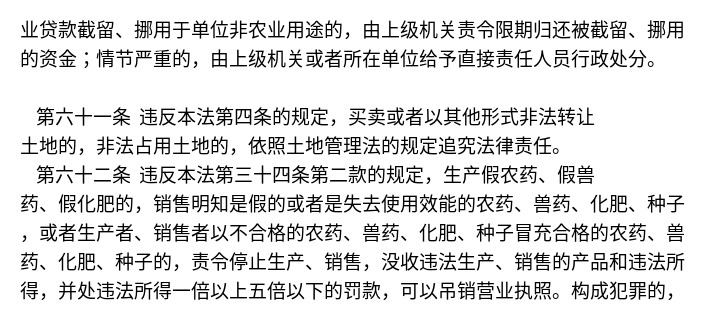 业贷款截留、挪用于单位非农业用途的，由上级机关责令限期归还被截留、挪用
的资金；情节严重的，由上级机关或者所在单位给予直接责任人员行政处分。
第六十一条 违反本法第四条的规定，买卖或者以其他形式非法转让
土地的，非法占用土地的，依照土地管理法的规定追究法律责任。
第六十二条 违反本法第三十四条第二款的规定，生产假农药、假兽
药、假化肥的，销售明知是假的或者是失去使用效能的农药、兽药、化肥、种子
，或者生产者、销售者以不合格的农药、兽药、化肥、种子冒充合格的农药、兽
药、化肥、种子的，责令停止生产、销售，没收违法生产、销售的产品和违法所
得，并处违法所得一倍以上五倍以下的罚款，可以吊销营业执照。构成犯罪的，